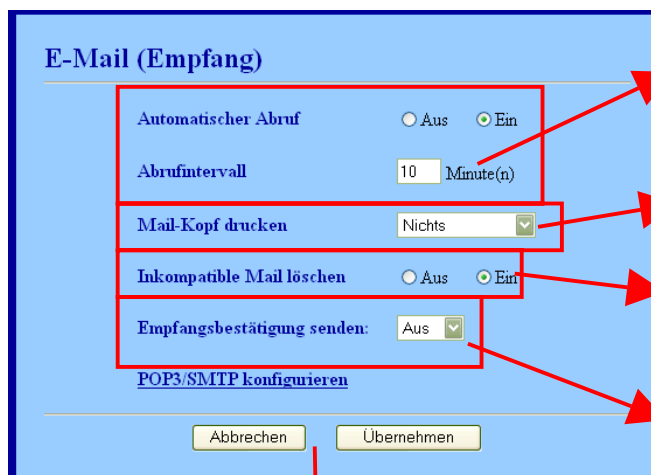 E-Mail (Empfang)
Automatischer Abruf Aus Ein
Abrufintervall 10 Minute(n)
Mail-Kopf drucken Nichts
Inkompatible Mail löschen Aus Ein
Empfangsbestätigung senden: Aus
POP3/SMTP konfigurieren
Abbrechen Übernehmen